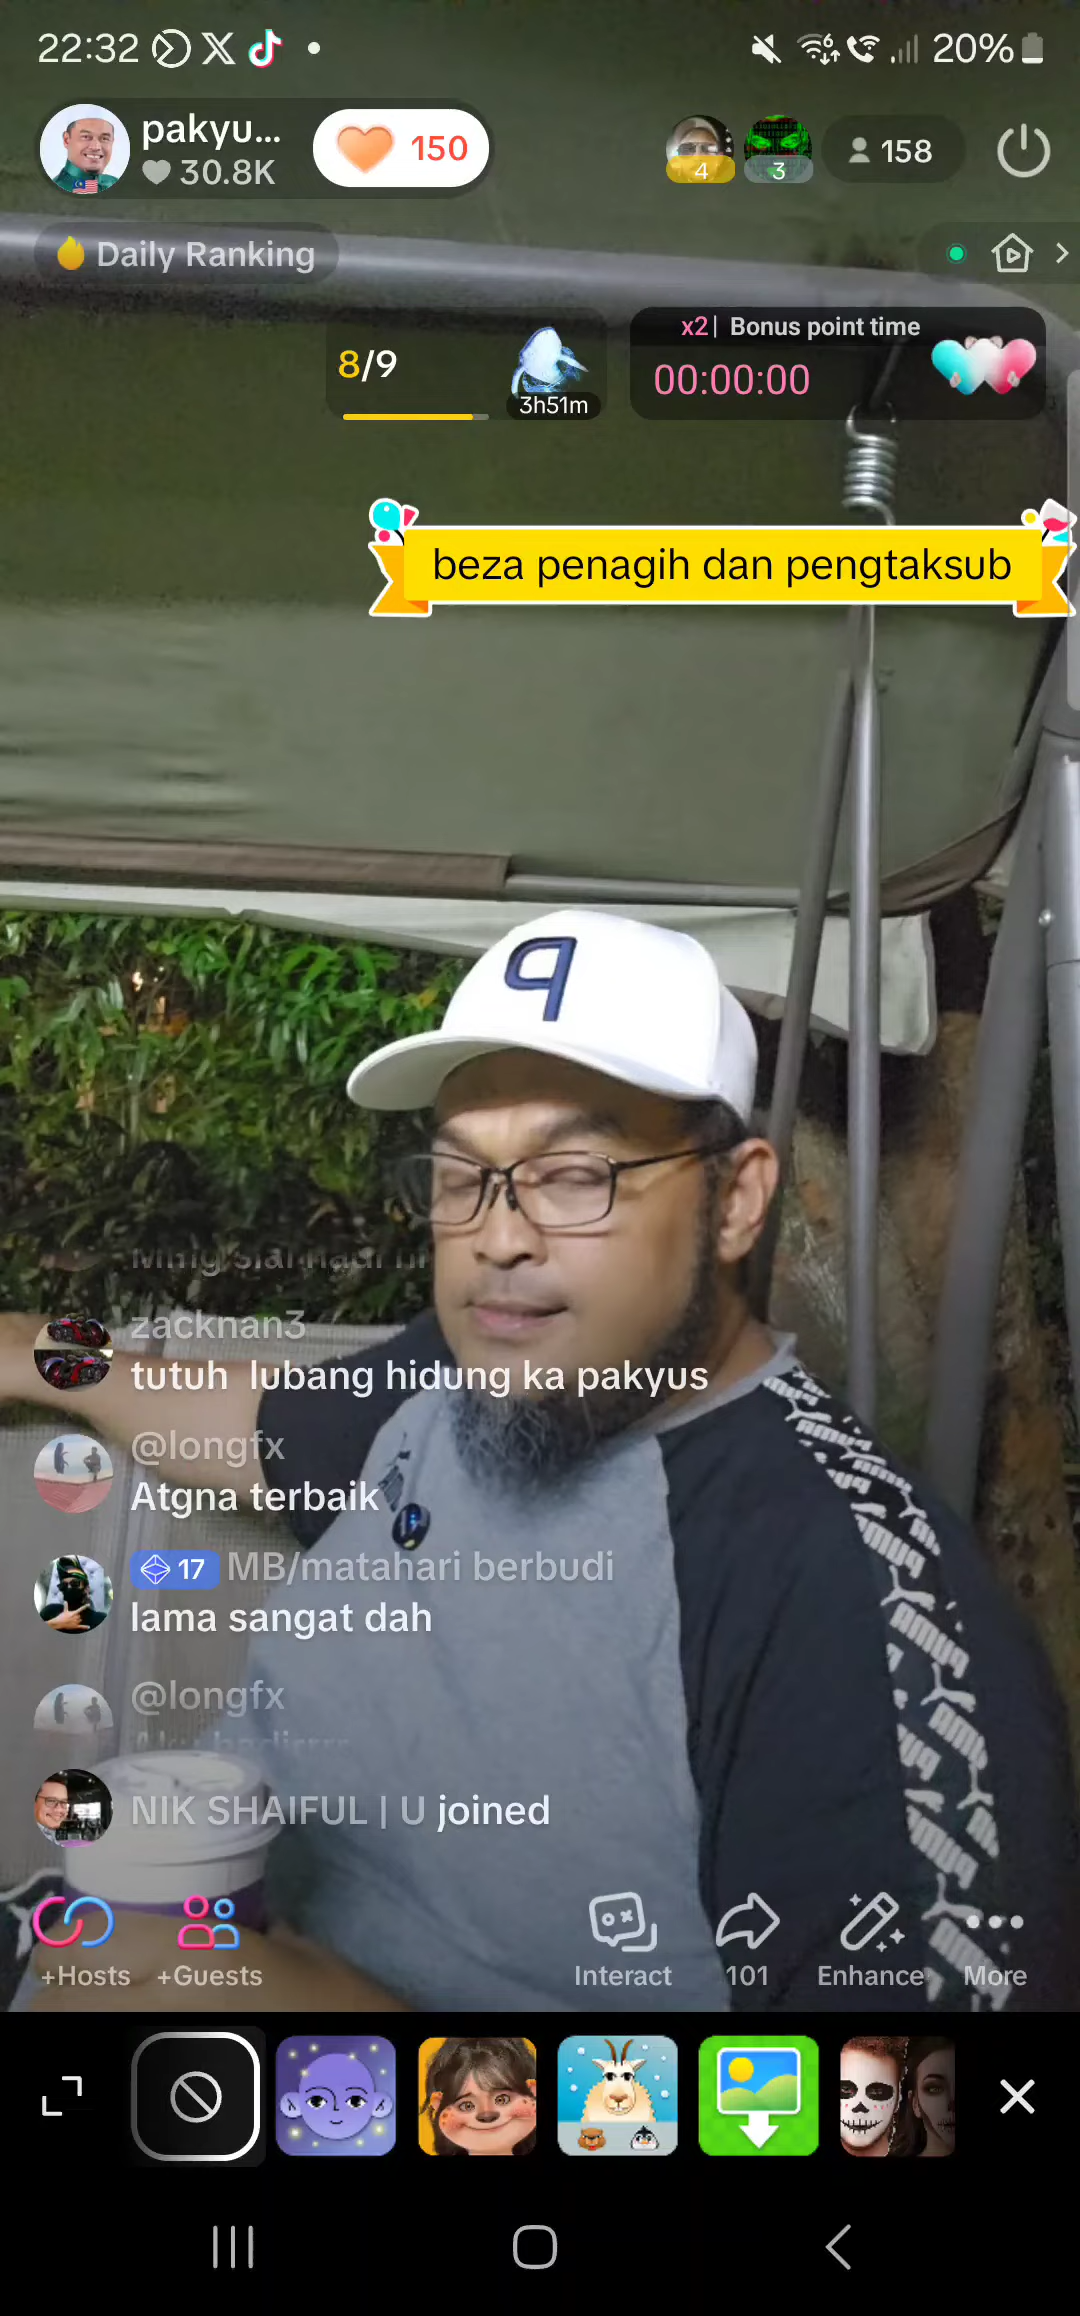 22:32
20%
pakyu...
30.8K
150
4
3
158
Daily Ranking
8/9
3h51m
x2| Bonus point time
00:00:00
beza penagih dan pengtaksub
zacknan3
tutuh lubang hidung ka pakyus
@longfx
Atgna terbaik
17 MB/matahari berbudi
lama sangat dah
@longfx
NIK SHAIFUL | U joined
+Hosts
+Guests
Interact
101
Enhance
More